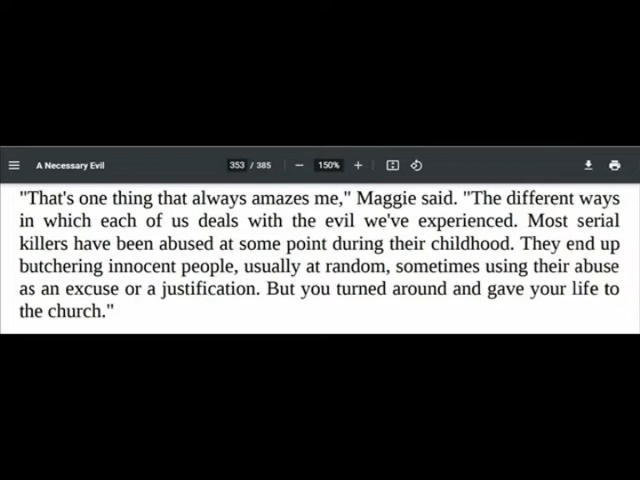 A Necessary Evil 353 / 385 150%
"That's one thing that always amazes me," Maggie said. "The different ways
in which each of us deals with the evil we've experienced. Most serial
killers have been abused at some point during their childhood. They end up
butchering innocent people, usually at random, sometimes using their abuse
as an excuse or a justification. But you turned around and gave your life to
the church."